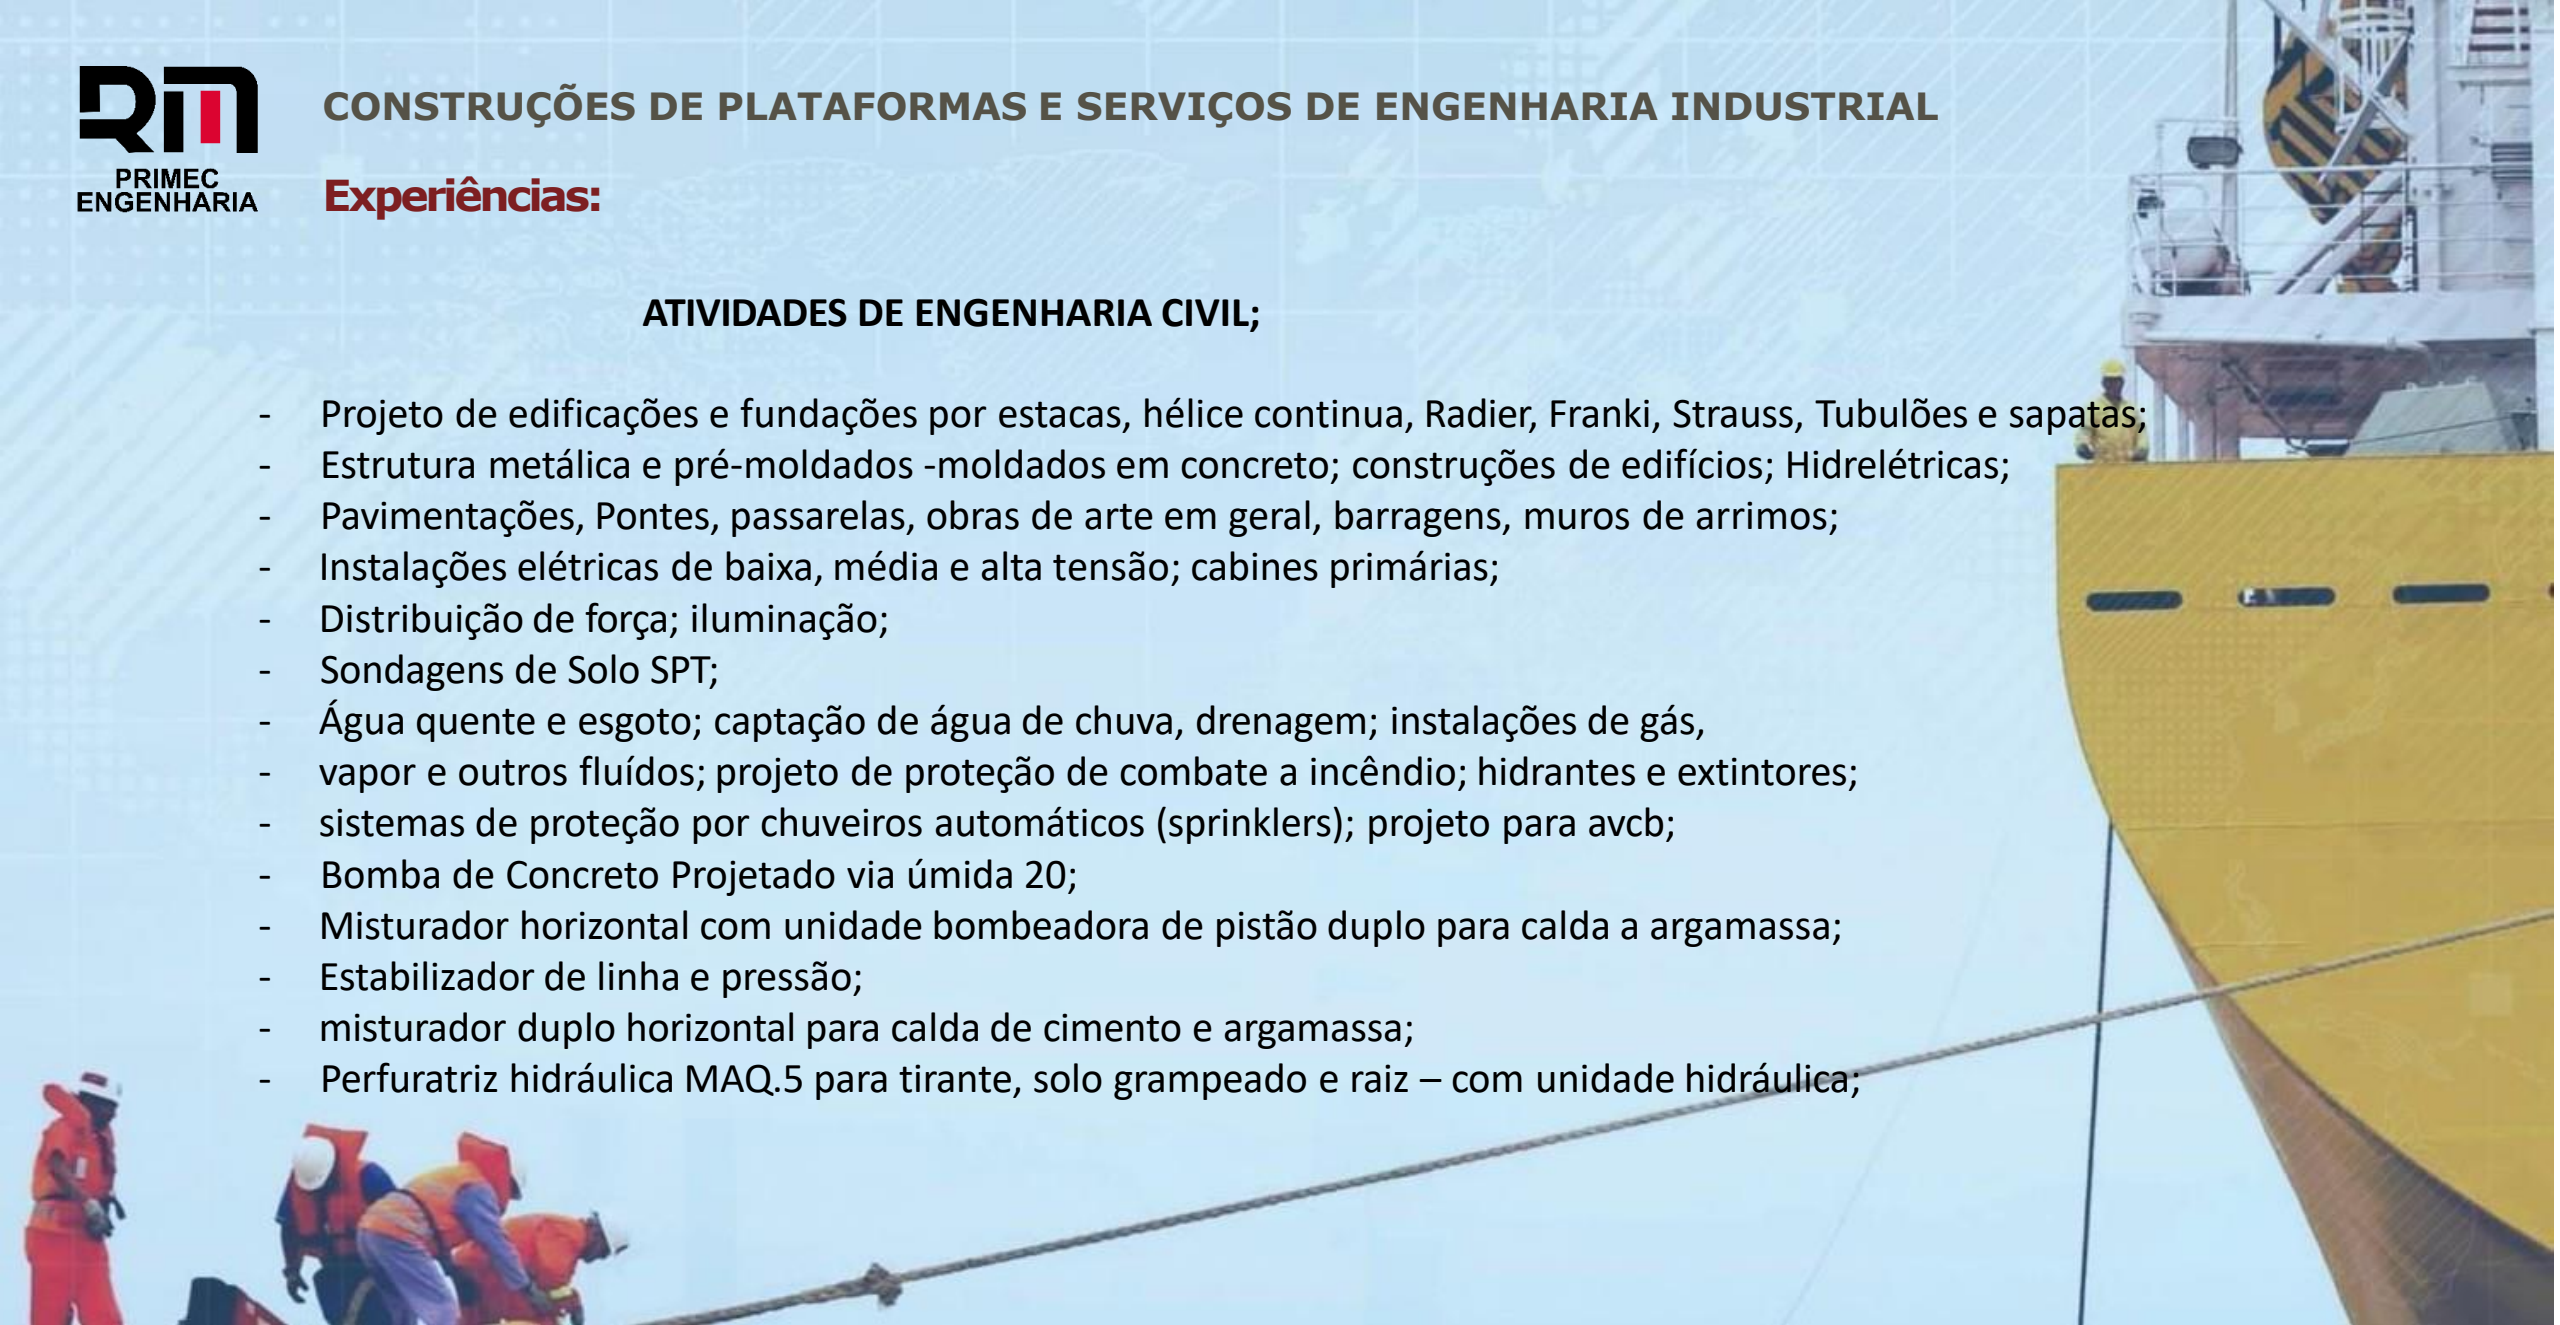 RM
PRIMEC
ENGENHARIA
CONSTRUÇÕES DE PLATAFORMAS E SERVIÇOS DE ENGENHARIA INDUSTRIAL
Experiências:
ATIVIDADES DE ENGENHARIA CIVIL;
- Projeto de edificações e fundações por estacas, hélice continua, Radier, Franki, Strauss, Tubulões e sapatas;
- Estrutura metálica e pré-moldados -moldados em concreto; construções de edifícios; Hidrelétricas;
- Pavimentações, Pontes, passarelas, obras de arte em geral, barragens, muros de arrimos;
- Instalações elétricas de baixa, média e alta tensão; cabines primárias;
- Distribuição de força; iluminação;
- Sondagens de Solo SPT;
- Água quente e esgoto; captação de água de chuva, drenagem; instalações de gás,
- vapor e outros fluídos; projeto de proteção de combate a incêndio; hidrantes e extintores;
- sistemas de proteção por chuveiros automáticos (sprinklers); projeto para avcb;
- Bomba de Concreto Projetado via úmida 20;
- Misturador horizontal com unidade bombeadora de pistão duplo para calda a argamassa;
- Estabilizador de linha e pressão;
- misturador duplo horizontal para calda de cimento e argamassa;
- Perfuratriz hidráulica MAQ.5 para tirante, solo grampeado e raiz – com unidade hidráulica;